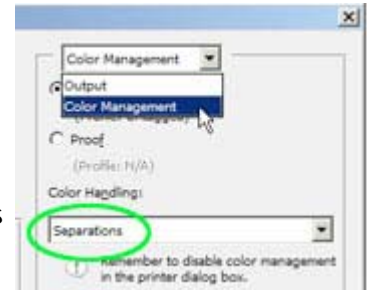 Color Management
Output
Color Management
Proof
(Profile: N/A)
Color Handling:
s
Separations
Remember to disable color management
in the printer dialog box.